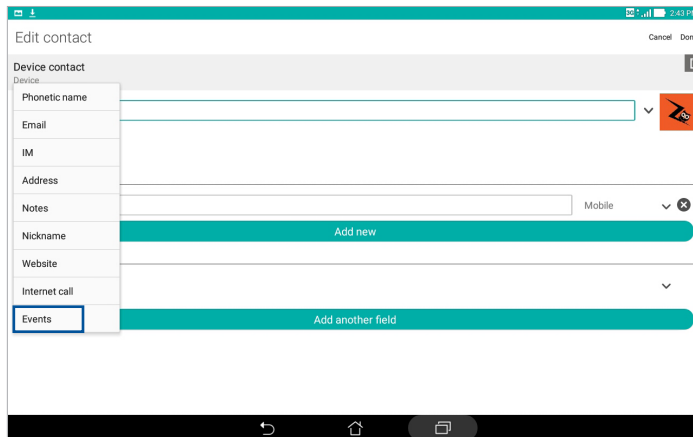 3G 2:43 P
Edit contact
Cancel Don
Device contact
Device
Phonetic name
Email
IM
Address
Notes
Mobile
Nickname
Add new
Website
Internet call
Events
Add another field